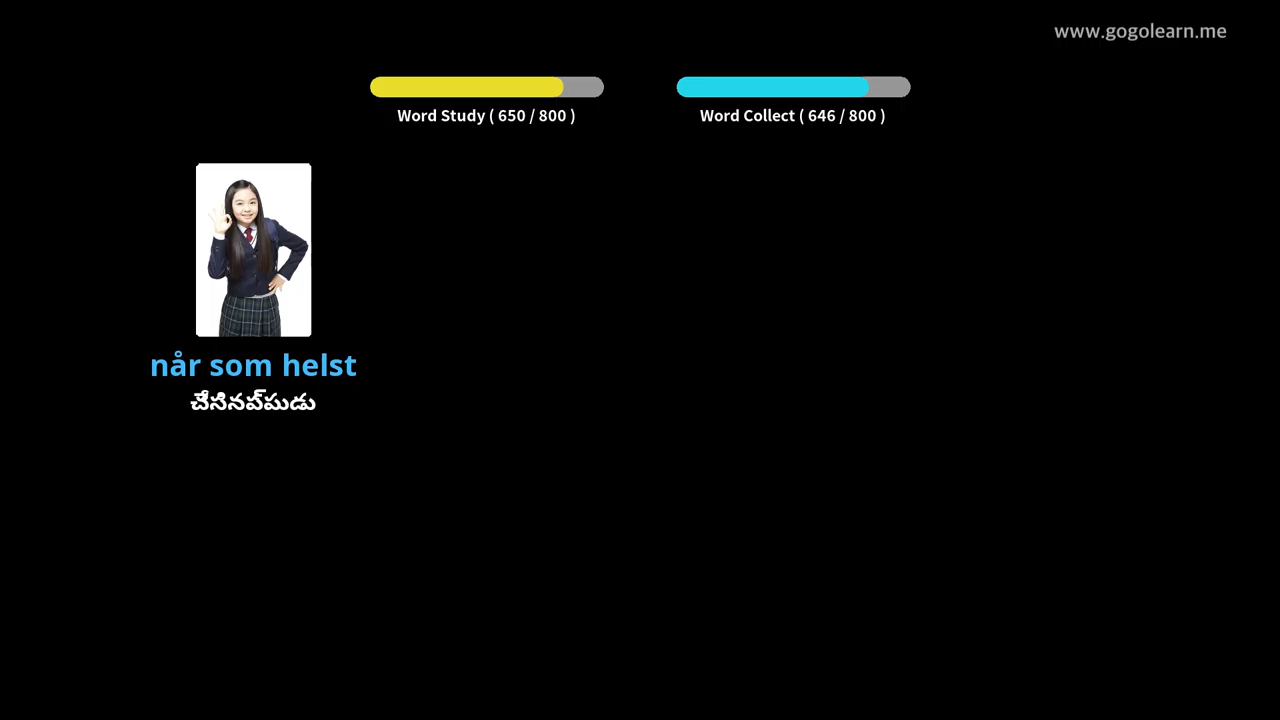 www.gogolearn.me
Word Study ( 650 / 800 )
Word Collect ( 646 / 800 )
når som helst
చేసినప్పుడు